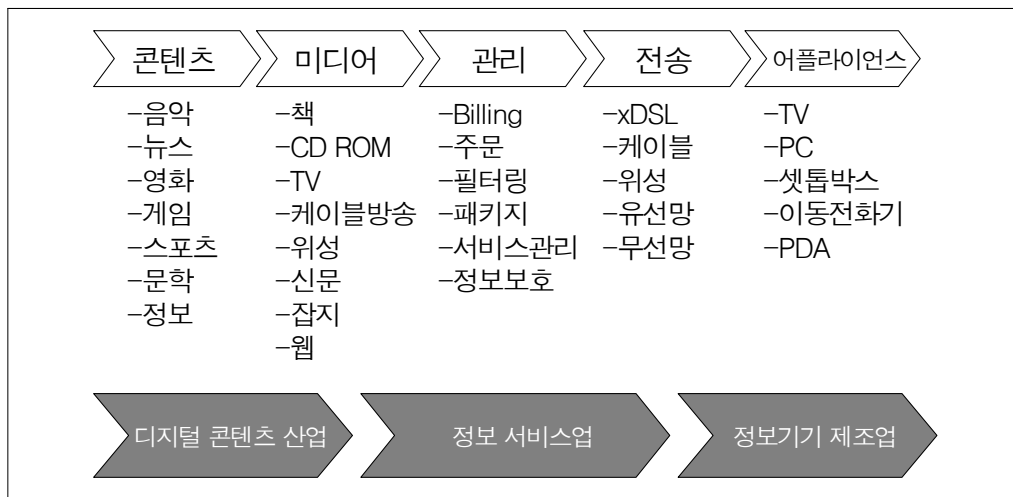 콘텐츠
미디어
관리
전송
어플라이언스
-음악
-뉴스
-영화
-게임
-스포츠
-문학
-정보
-책
-CD ROM
-TV
-케이블방송
-위성
-신문
-잡지
-웹
-Billing
-주문
-필터링
-패키지
-서비스관리
-정보보호
-xDSL
-케이블
-위성
-유선망
-무선망
-TV
-PC
-셋톱박스
-이동전화기
-PDA
디지털 콘텐츠 산업
정보 서비스업
정보기기 제조업